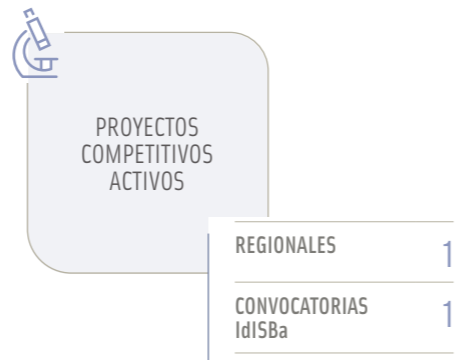 PROYECTOS
COMPETITIVOS
ACTIVOS
REGIONALES 1
CONVOCATORIAS 1
IdISBa